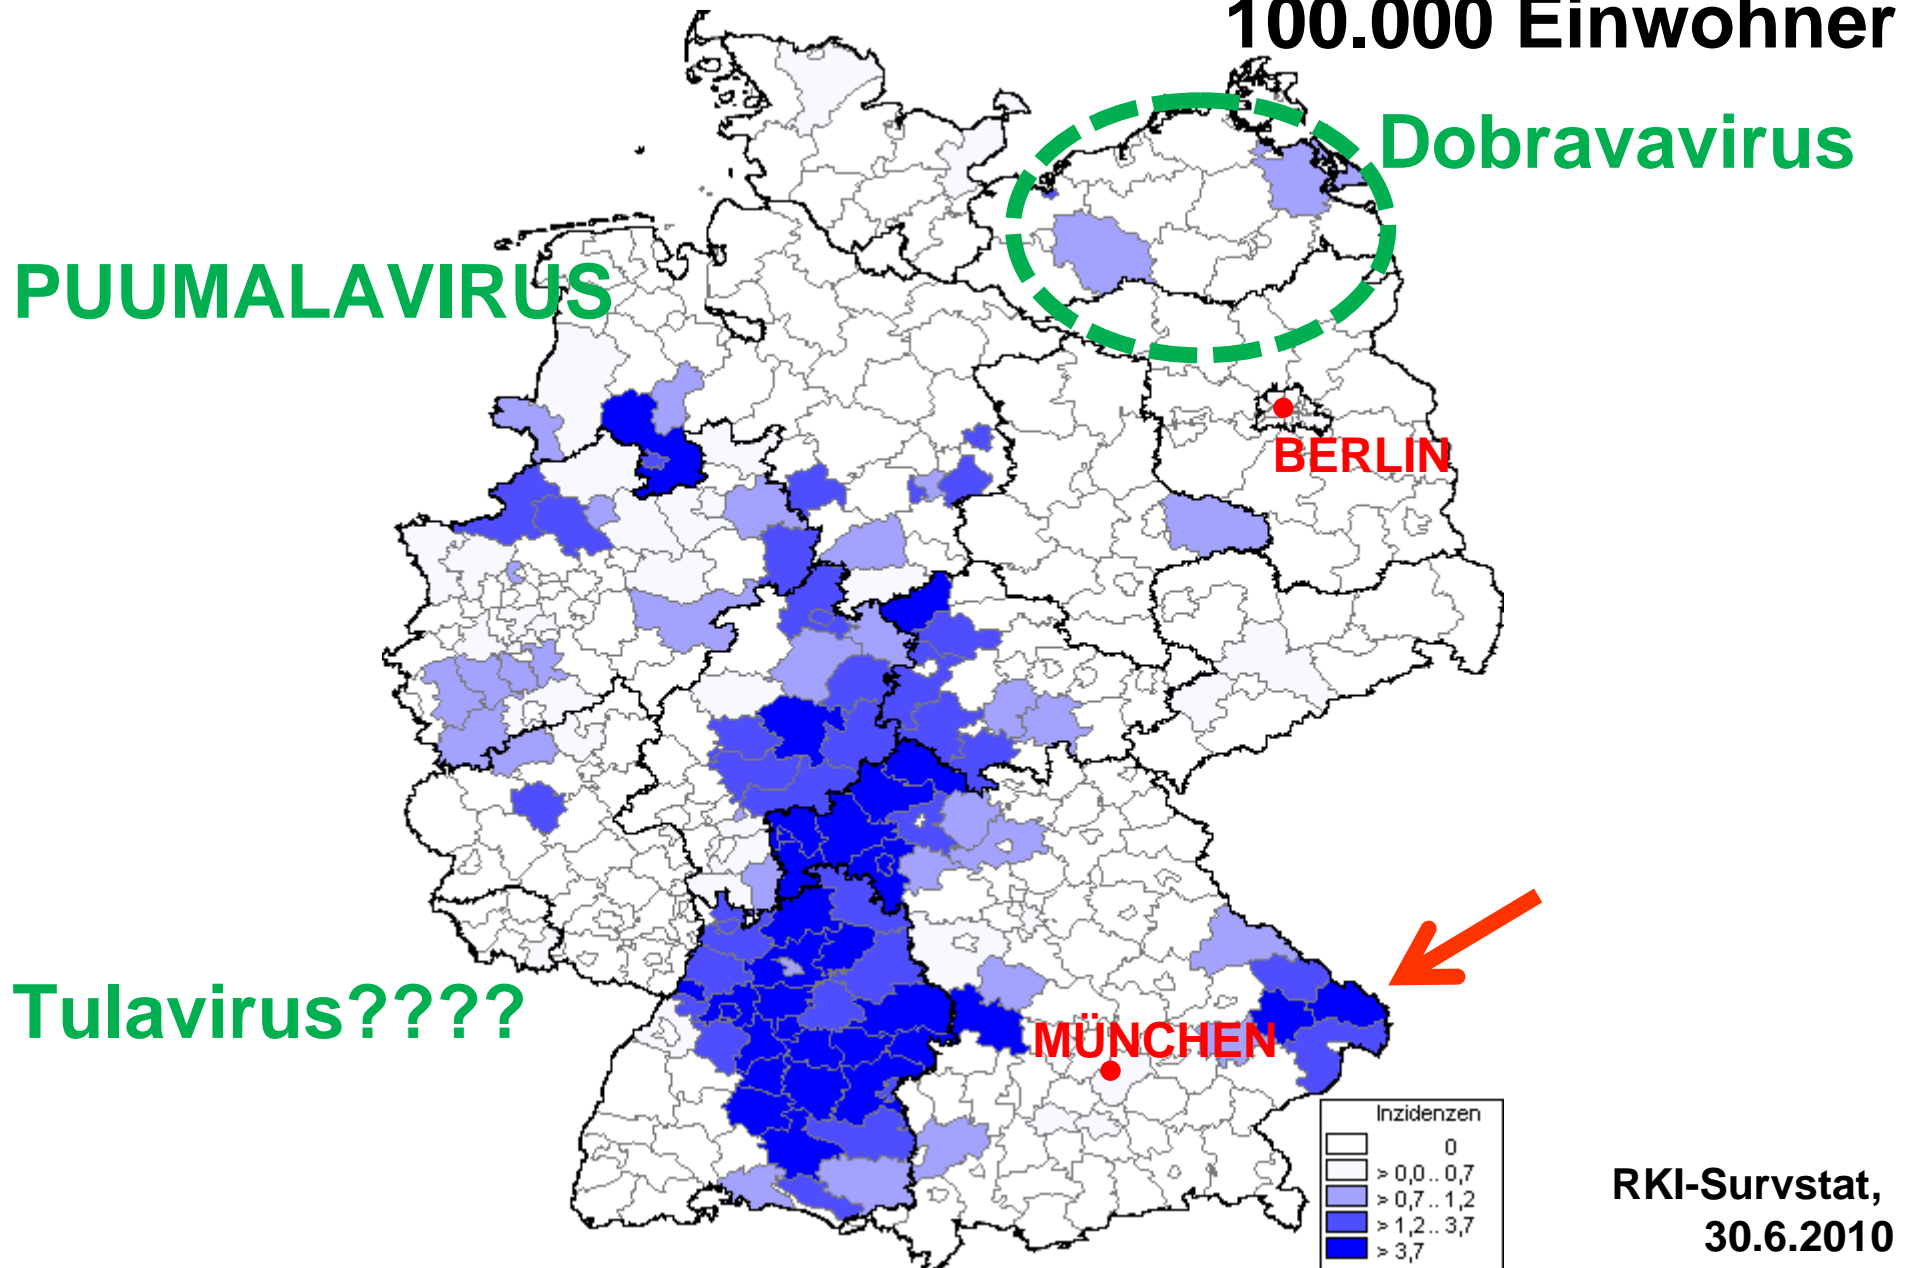 100.000 Einwohner
Dobravavirus
PUUMALAVIRUS
BERLIN
Tulavirus????
MÜNCHEN
Inzidenzen
0
> 0,0 .. 0,7
> 0,7 .. 1,2
> 1,2 .. 3,7
> 3,7
RKI-Survstat,
30.6.2010